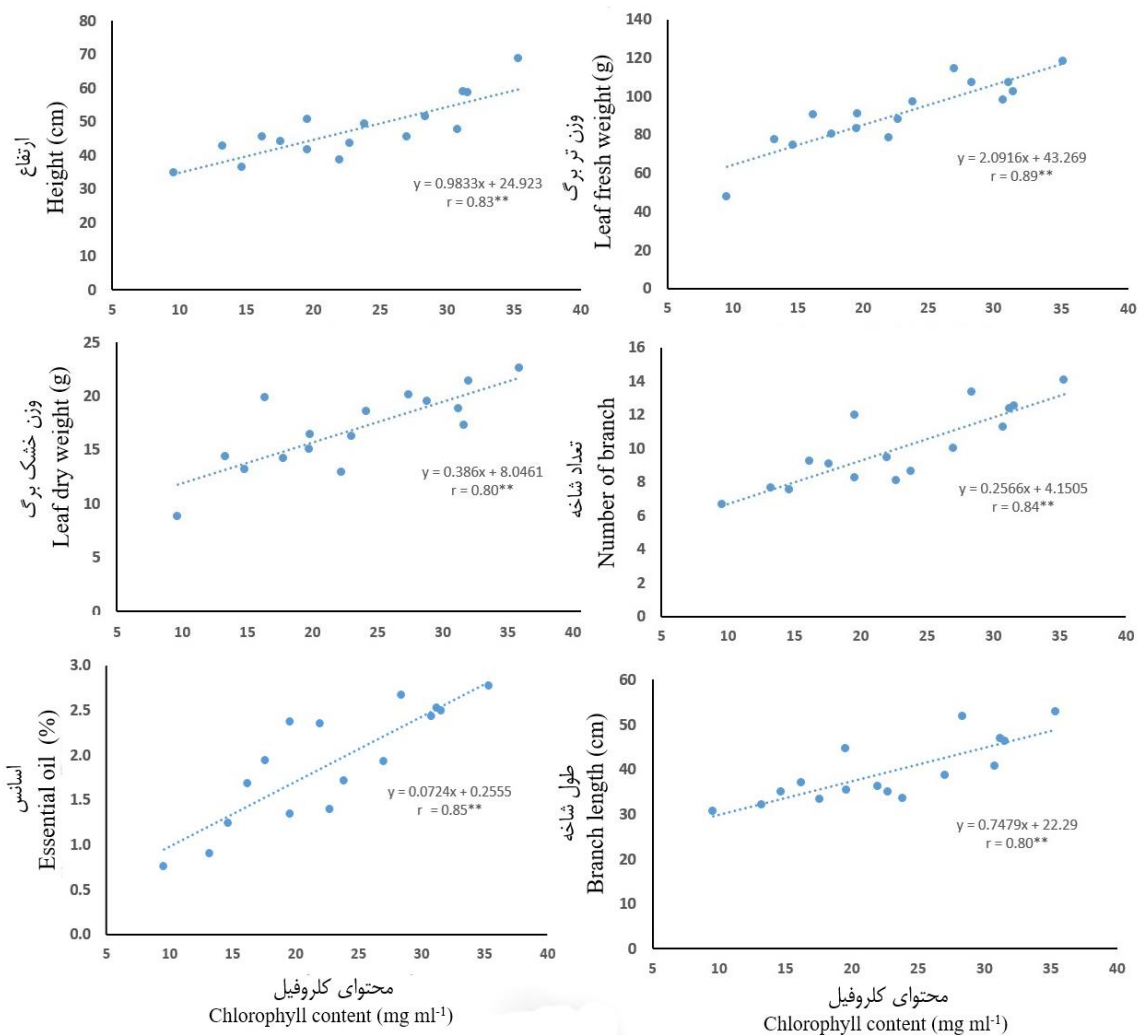 80
70
60
50
40
30
20
10
0
ارتفاع
Height (cm)
y = 0.9833x + 24.923
r = 0.83**
5 10 15 20 25 30 35 40
140
120
100
80
60
40
20
0
وزن تر برگ
Leaf fresh weight (g)
y = 2.0916x + 43.269
r = 0.89**
5 10 15 20 25 30 35 40
25
20
15
10
5
0
وزن خشک برگ
Leaf dry weight (g)
y = 0.386x + 8.0461
r = 0.80**
5 10 15 20 25 30 35 40
16
14
12
10
8
6
4
2
0
تعداد شاخه
Number of branch
y = 0.2566x + 4.1505
r = 0.84**
5 10 15 20 25 30 35 40
3.0
2.5
2.0
1.5
1.0
0.5
0.0
اسانس
Essential oil (%)
y = 0.0724x + 0.2555
r = 0.85**
5 10 15 20 25 30 35 40
محتوای کلروفیل
Chlorophyll content (mg ml⁻¹)
60
50
40
30
20
10
0
طول شاخه
Branch length (cm)
y = 0.7479x + 22.29
r = 0.80**
5 10 15 20 25 30 35 40
محتوای کلروفیل
Chlorophyll content (mg ml⁻¹)